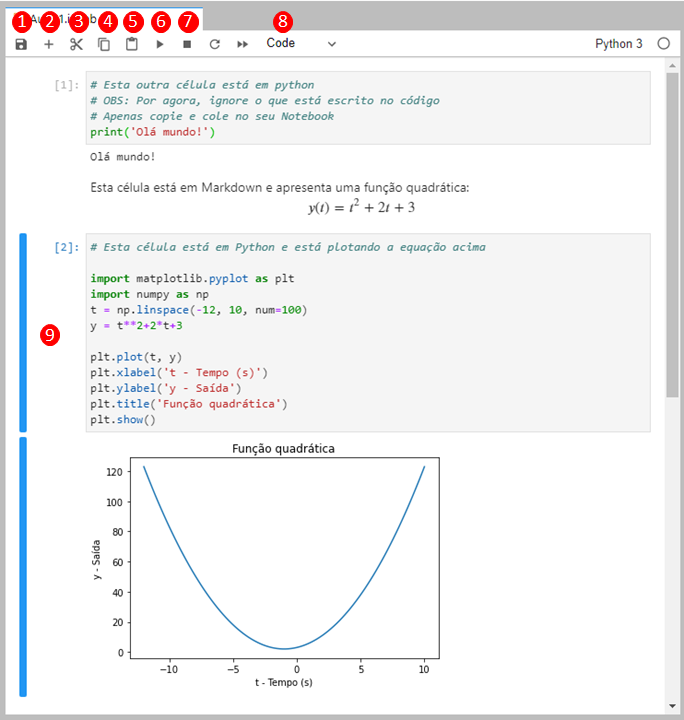 1 2 3 4 5 6 7 8
Code
Python 3
[1]:
# Esta outra célula está em python
# OBS: Por agora, ignore o que está escrito no código
# Apenas copie e cole no seu Notebook
print('Olá mundo!')
Olá mundo!
Esta célula está em Markdown e apresenta uma função quadrática:
y(t) = t² + 2t + 3
[2]:
# Esta célula está em Python e está plotando a equação acima
import matplotlib.pyplot as plt
import numpy as np
t = np.linspace(-12, 10, num=100)
9
y = t**2+2*t+3
plt.plot(t, y)
plt.xlabel('t - Tempo (s)')
plt.ylabel('y - Saída')
plt.title('Função quadrática')
plt.show()
Função quadrática
120
100
80
60
40
20
0
y - Saída
−10 −5 0 5 10
t - Tempo (s)